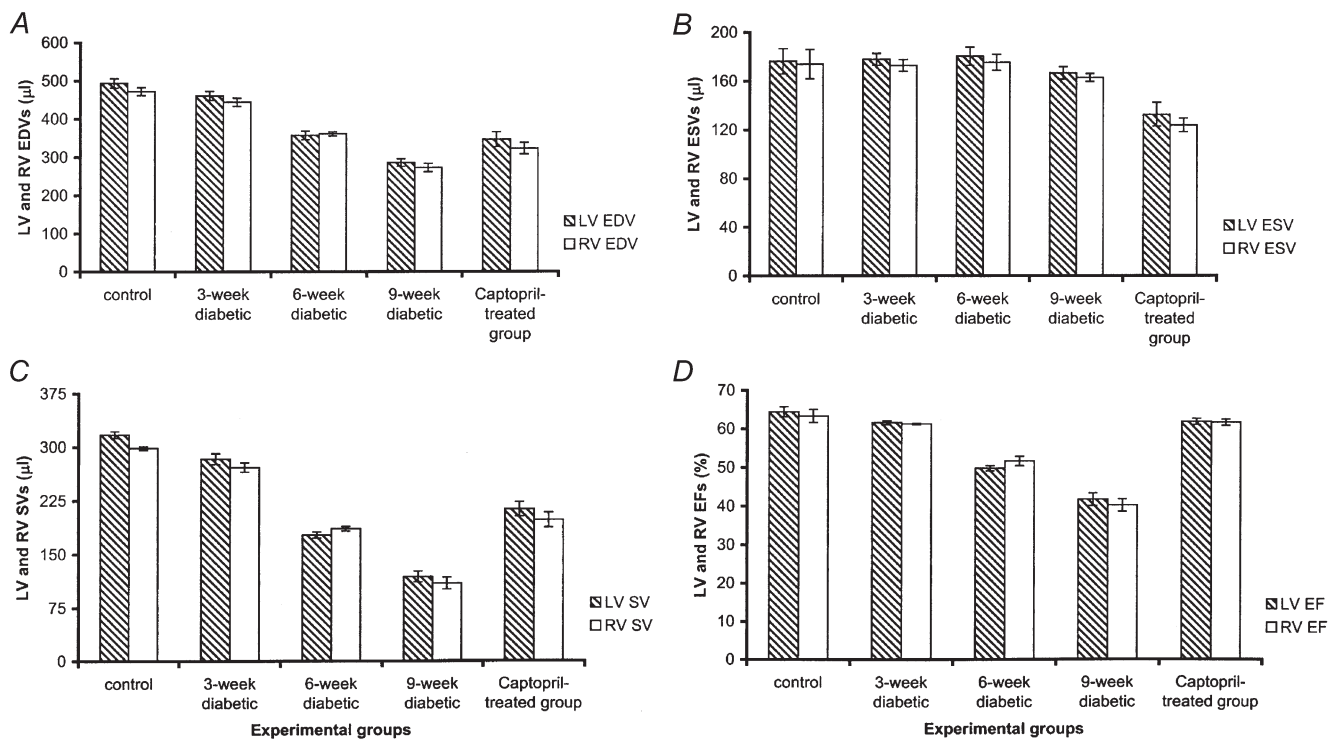 A
600
500
400
300
200
100
0
LV and RV EDVs (µl)
control
3-week
diabetic
6-week
diabetic
9-week
diabetic
Captopril-
treated
group
LV EDV
RV EDV
B
200
160
120
80
40
0
LV and RV ESVs (µl)
control
3-week
diabetic
6-week
diabetic
9-week
diabetic
Captopril-
treated
group
LV ESV
RV ESV
C
375
300
225
150
75
0
LV and RV SVs (µl)
control
3-week
diabetic
6-week
diabetic
9-week
diabetic
Captopril-
treated group
Experimental groups
LV SV
RV SV
D
70
60
50
40
30
20
10
0
LV and RV EFs (%)
control
3-week
diabetic
6-week
diabetic
9-week
diabetic
Captopril-
treated group
Experimental groups
LV EF
RV EF